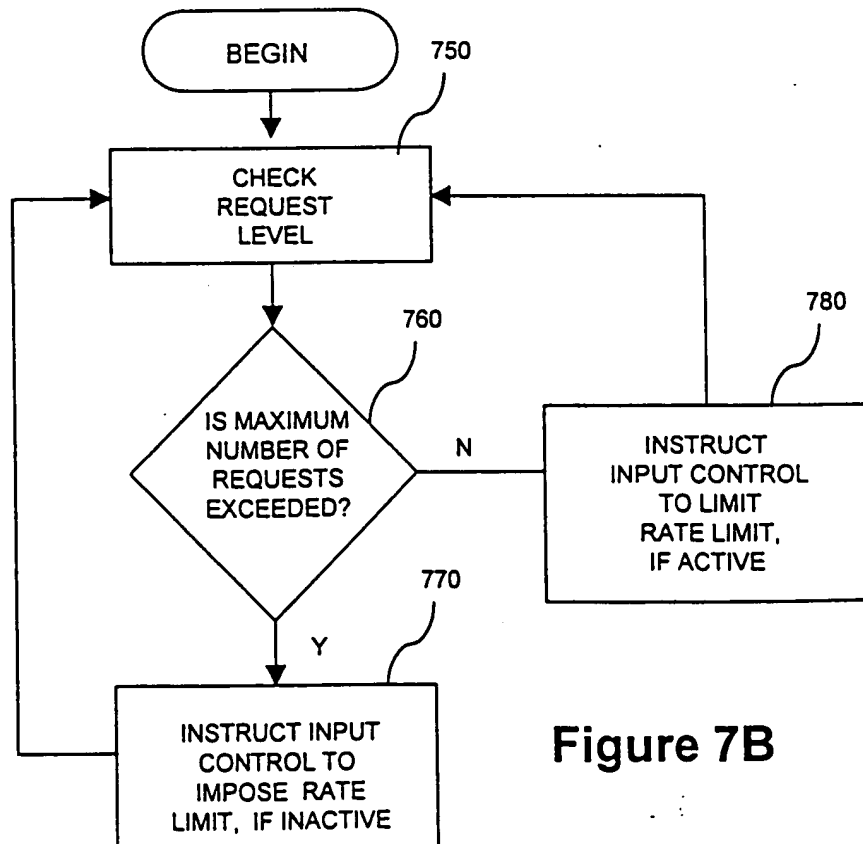 BEGIN
750
CHECK
REQUEST
LEVEL
760
IS MAXIMUM
NUMBER OF
REQUESTS
EXCEEDED?
N
780
INSTRUCT
INPUT CONTROL
TO LIMIT
RATE LIMIT,
IF ACTIVE
770
Y
INSTRUCT INPUT
CONTROL TO
IMPOSE RATE
LIMIT, IF INACTIVE
Figure 7B